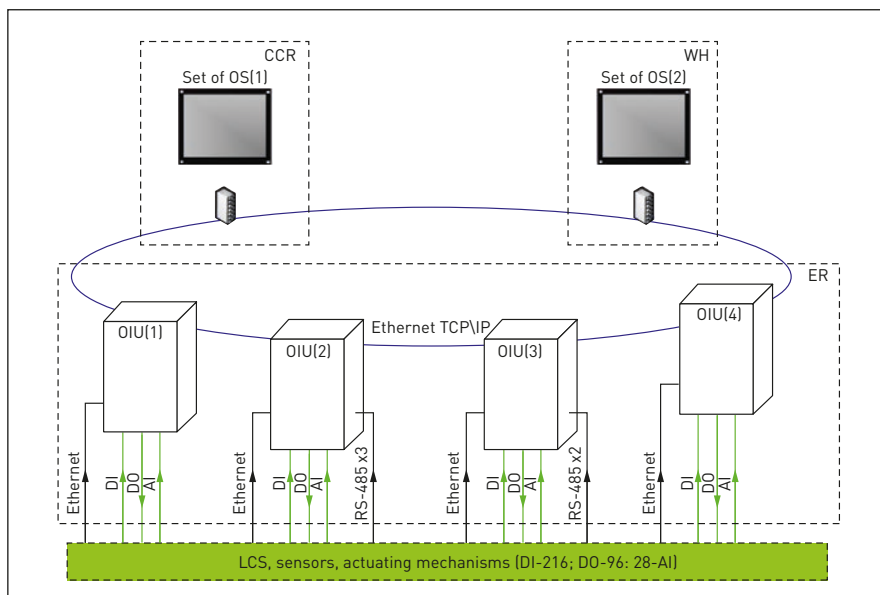 CCR
Set of OS(1)
WH
Set of OS(2)
ER
OIU(1)
OIU(2)
Ethernet TCP\IP
OIU(3)
OIU(4)
Ethernet
DI
DO
AI
Ethernet
DI
DO
AI
RS-485 x3
Ethernet
DI
DO
AI
RS-485 x2
Ethernet
DI
DO
AI
LCS, sensors, actuating mechanisms (DI-216; DO-96: 28-AI)